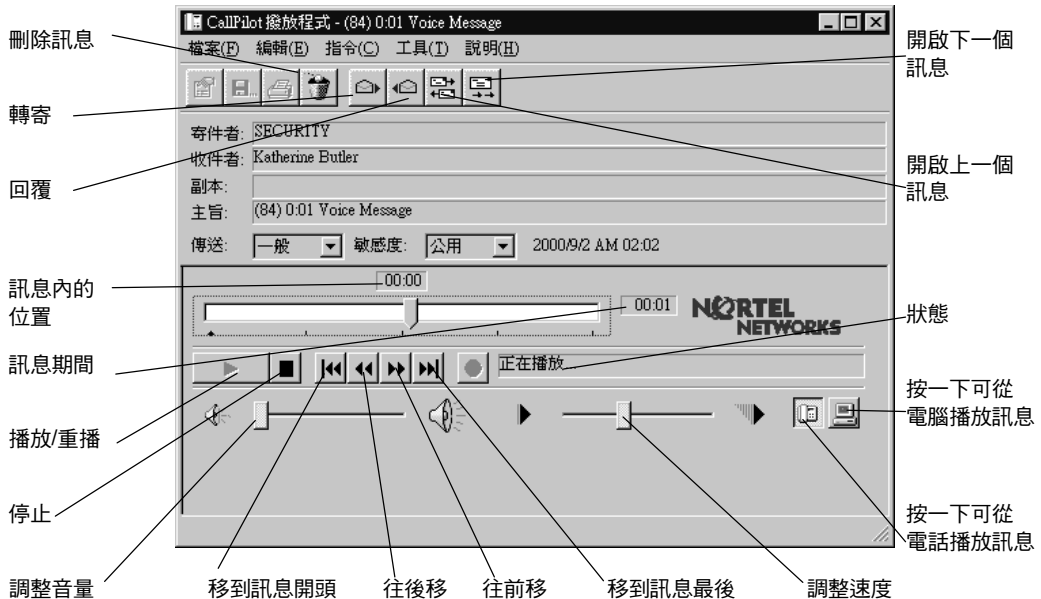 CallPilot 撥放程式 - (84) 0:01 Voice Message
檔案(F) 編輯(E) 指令(C) 工具(T) 說明(H)
刪除訊息
轉寄
回覆
開啟下一個
訊息
開啟上一個
訊息
寄件者: SECURITY
收件者: Katherine Butler
副本:
主旨: (84) 0:01 Voice Message
傳送: 一般 敏感度: 公用 2000/9/2 AM 02:02
訊息內的
位置
00:00
00:01
NORTEL
NETWORKS
狀態
訊息期間
正在播放...
播放/重播
按一下可從
電腦播放訊息
停止
按一下可從
電話播放訊息
調整音量
移到訊息開頭
往後移
往前移
移到訊息最後
調整速度